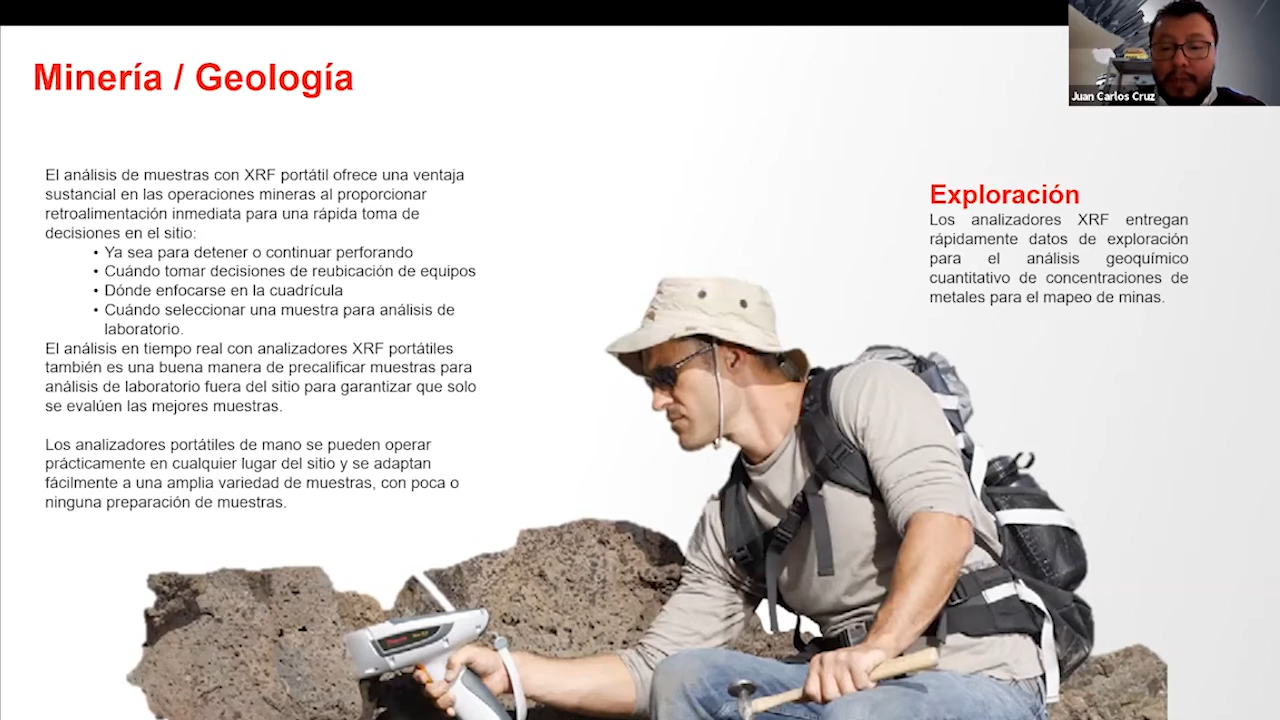 Minería / Geología
Juan Carlos Cruz
El análisis de muestras con XRF portátil ofrece una ventaja
sustancial en las operaciones mineras al proporcionar
retroalimentación inmediata para una rápida toma de
decisiones en el sitio:
• Ya sea para detener o continuar perforando
• Cuándo tomar decisiones de reubicación de equipos
• Dónde enfocarse en la cuadrícula
• Cuándo seleccionar una muestra para análisis de
laboratorio.
El análisis en tiempo real con analizadores XRF portátiles
también es una buena manera de precalificar muestras para
análisis de laboratorio fuera del sitio para garantizar que solo
se evalúen las mejores muestras.
Los analizadores portátiles de mano se pueden operar
prácticamente en cualquier lugar del sitio y se adaptan
fácilmente a una amplia variedad de muestras, con poca o
ninguna preparación de muestras.
Exploración
Los analizadores XRF entregan
rápidamente datos de exploración
para el análisis geoquímico
cuantitativo de concentraciones de
metales para el mapeo de minas.